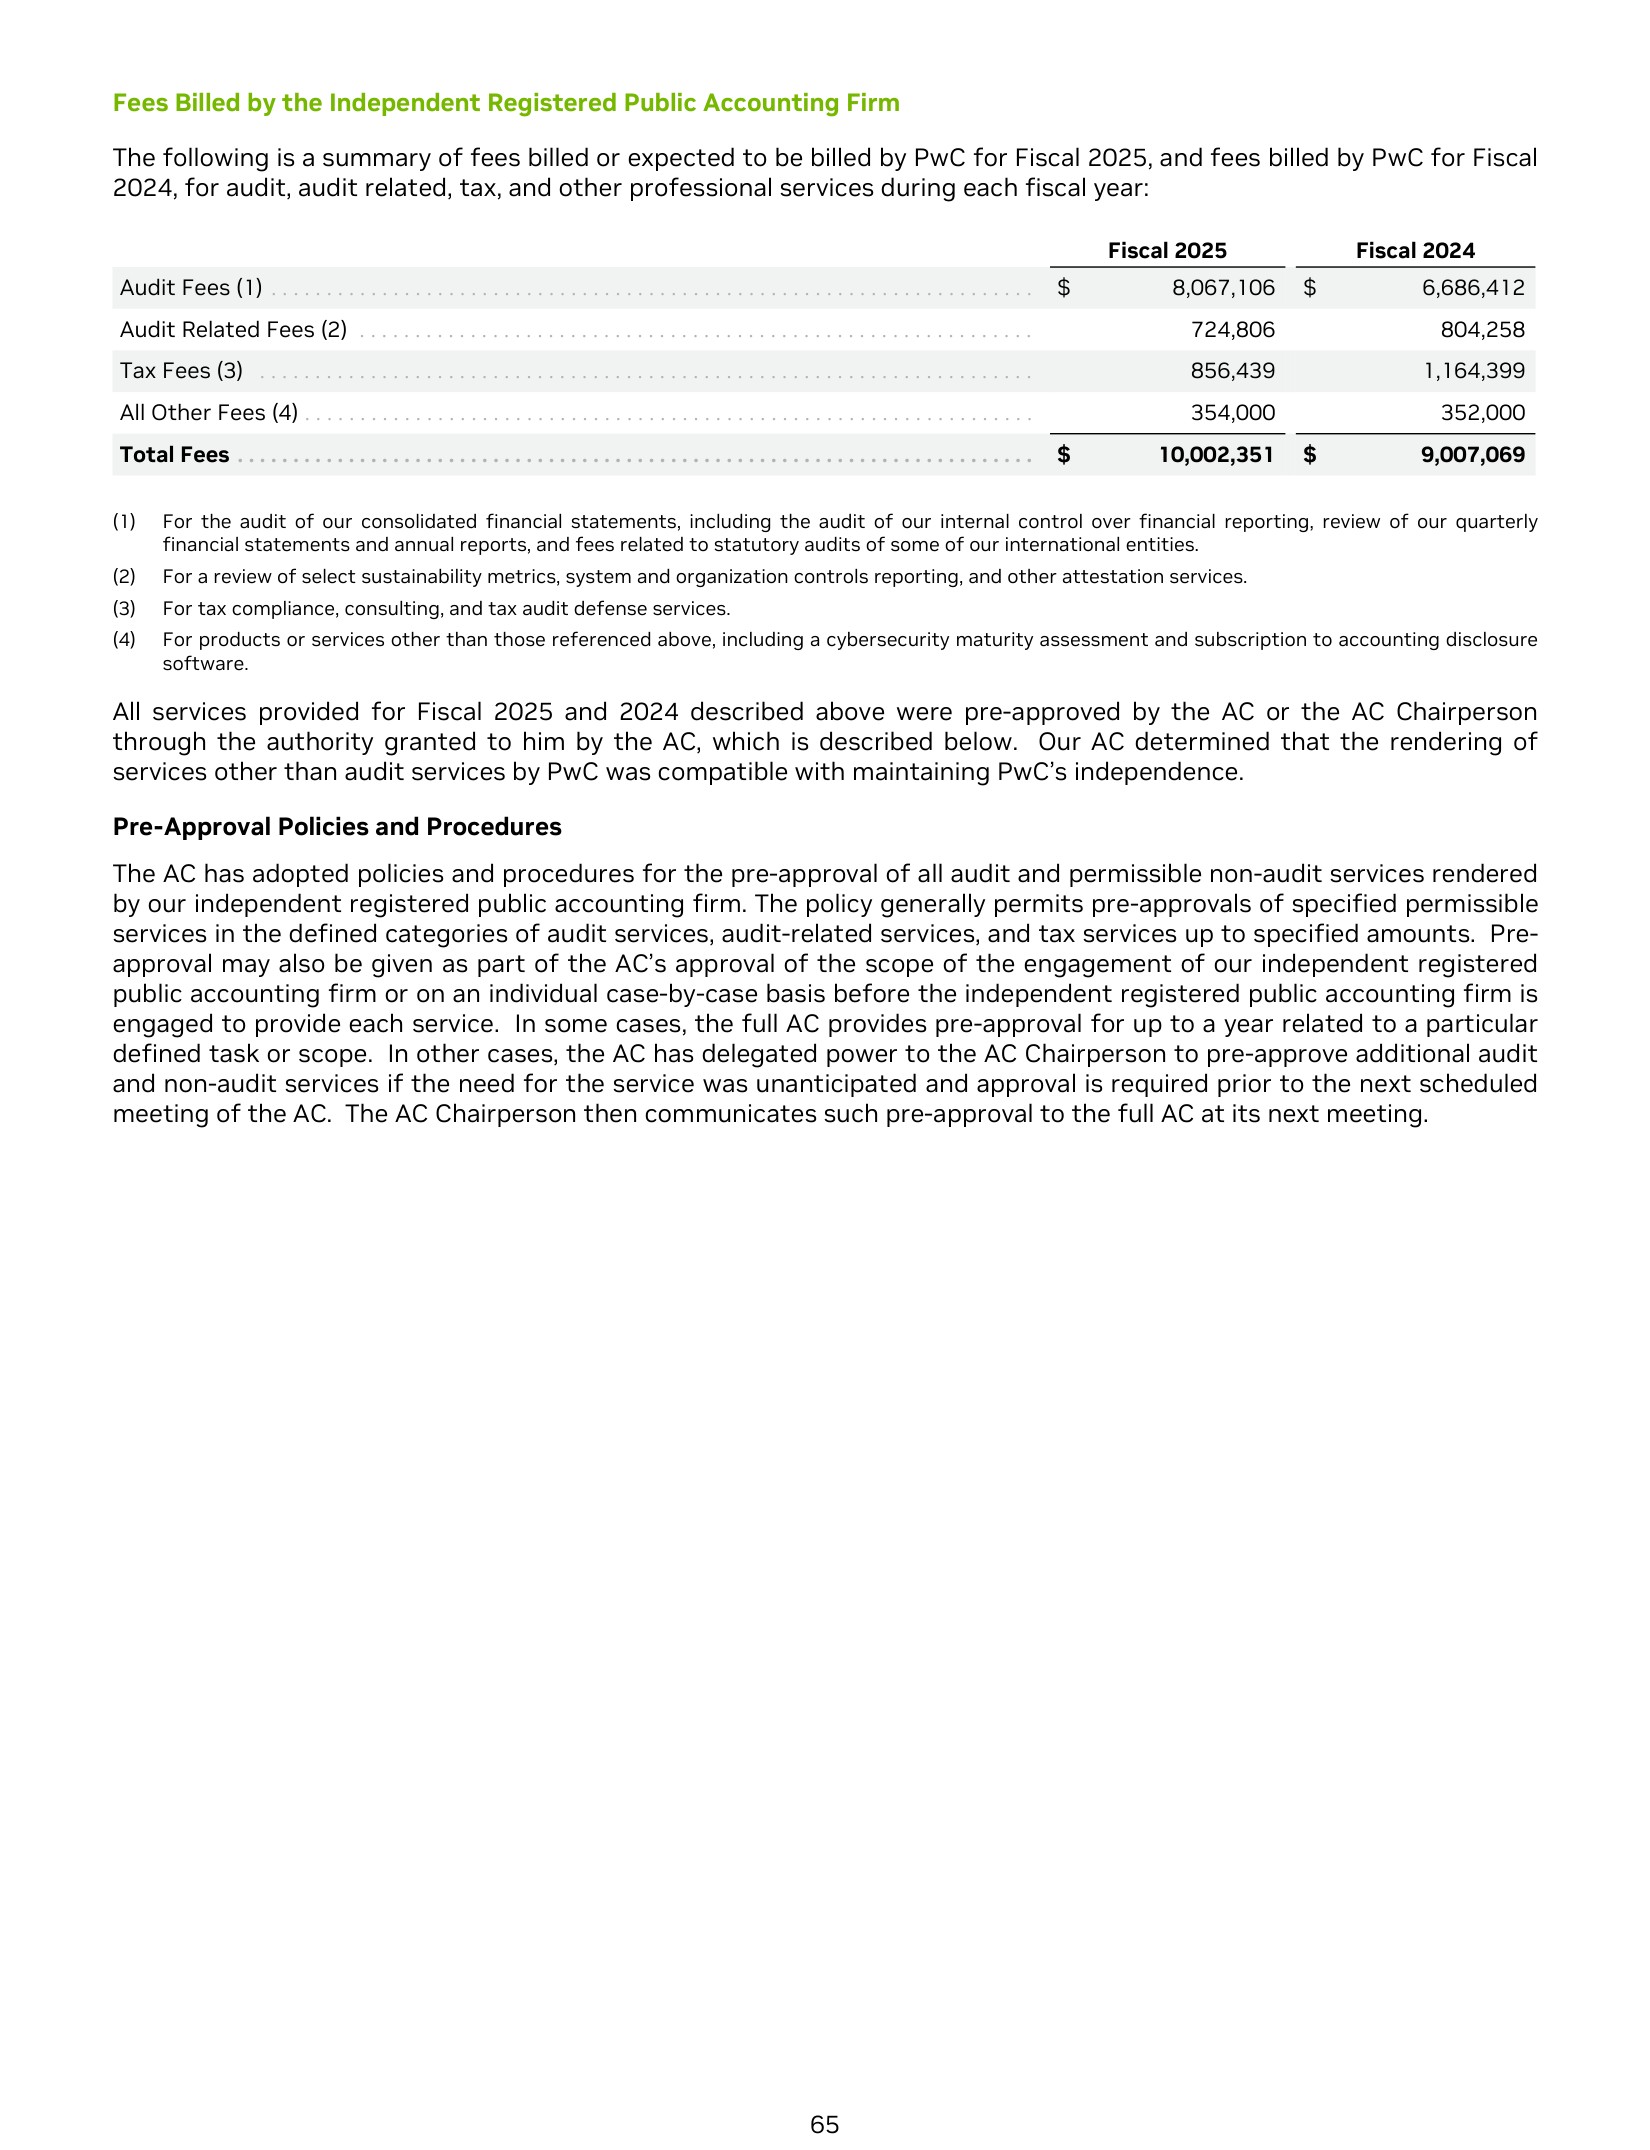 Fees Billed by the Independent Registered Public Accounting Firm
The following is a summary of fees billed or expected to be billed by PwC for Fiscal 2025, and fees billed by PwC for Fiscal
2024, for audit, audit related, tax, and other professional services during each fiscal year:
Fiscal 2025 Fiscal 2024
Audit Fees (1) $ 8,067,106 $ 6,686,412
Audit Related Fees (2) 724,806 804,258
Tax Fees (3) 856,439 1,164,399
All Other Fees (4) 354,000 352,000
Total Fees $ 10,002,351 $ 9,007,069
(1) For the audit of our consolidated financial statements, including the audit of our internal control over financial reporting, review of our quarterly
financial statements and annual reports, and fees related to statutory audits of some of our international entities.
(2) For a review of select sustainability metrics, system and organization controls reporting, and other attestation services.
(3) For tax compliance, consulting, and tax audit defense services.
(4) For products or services other than those referenced above, including a cybersecurity maturity assessment and subscription to accounting disclosure
software.
All services provided for Fiscal 2025 and 2024 described above were pre-approved by the AC or the AC Chairperson
through the authority granted to him by the AC, which is described below. Our AC determined that the rendering of
services other than audit services by PwC was compatible with maintaining PwC’s independence.
Pre-Approval Policies and Procedures
The AC has adopted policies and procedures for the pre-approval of all audit and permissible non-audit services rendered
by our independent registered public accounting firm. The policy generally permits pre-approvals of specified permissible
services in the defined categories of audit services, audit-related services, and tax services up to specified amounts. Pre-
approval may also be given as part of the AC’s approval of the scope of the engagement of our independent registered
public accounting firm or on an individual case-by-case basis before the independent registered public accounting firm is
engaged to provide each service. In some cases, the full AC provides pre-approval for up to a year related to a particular
defined task or scope. In other cases, the AC has delegated power to the AC Chairperson to pre-approve additional audit
and non-audit services if the need for the service was unanticipated and approval is required prior to the next scheduled
meeting of the AC. The AC Chairperson then communicates such pre-approval to the full AC at its next meeting.
65